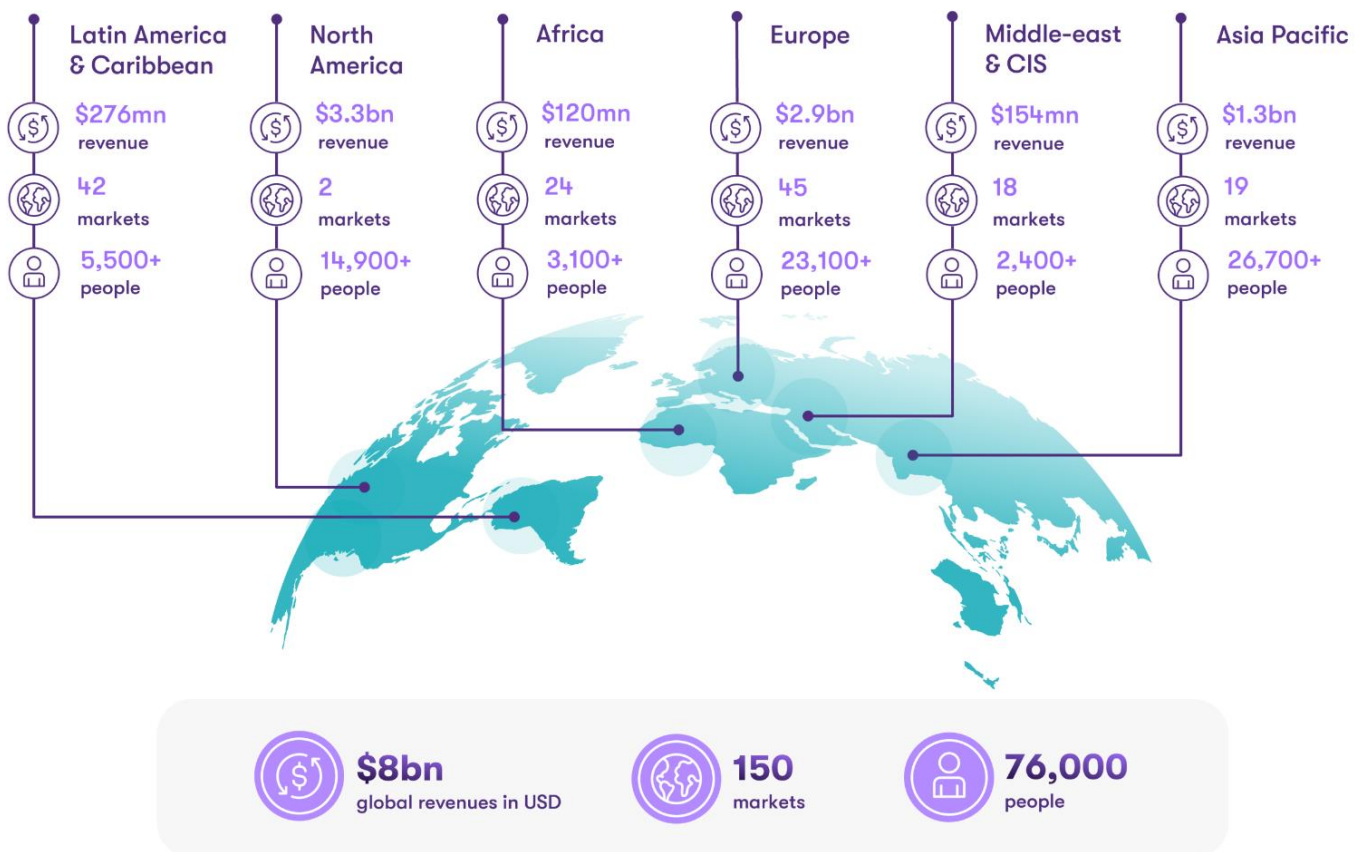 Latin America
& Caribbean
$276mn
revenue
42
markets
5,500+
people
North
America
$3.3bn
revenue
2
markets
14,900+
people
Africa
$120mn
revenue
24
markets
3,100+
people
Europe
$2.9bn
revenue
45
markets
23,100+
people
Middle-east
& CIS
$154mn
revenue
18
markets
2,400+
people
Asia Pacific
$1.3bn
revenue
19
markets
26,700+
people
$8bn
global revenues in USD
150
markets
76,000
people